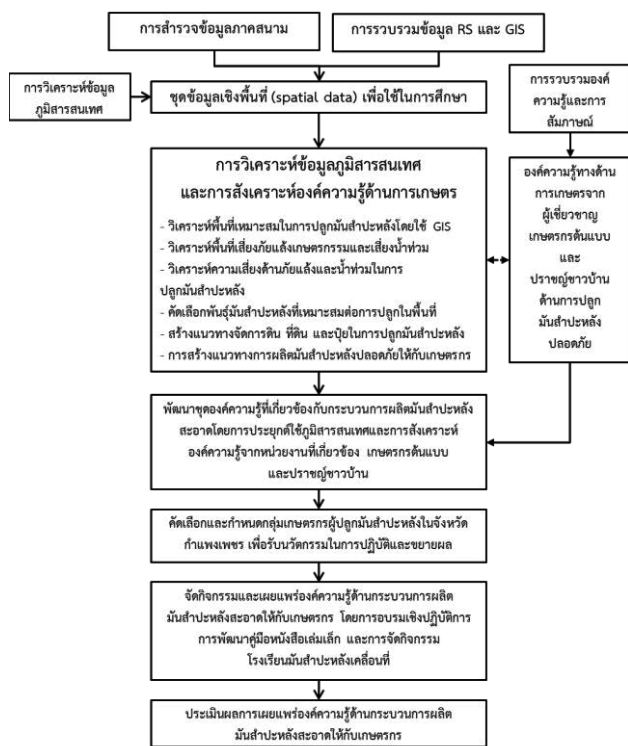 การสำรวจข้อมูลภาคสนาม
การรวบรวมข้อมูล RS และ GIS
การวิเคราะห์ข้อมูล
ภูมิสารสนเทศ
ชุดข้อมูลเชิงพื้นที่ (spatial data) เพื่อใช้ในการศึกษา
การรวบรวมองค์
ความรู้และการ
สัมภาษณ์
การวิเคราะห์ข้อมูลภูมิสารสนเทศ
และการสังเคราะห์องค์ความรู้ด้านการเกษตร
- วิเคราะห์พื้นที่เหมาะสมในการปลูกมันสำปะหลังโดยใช้ GIS
- วิเคราะห์พื้นที่เสี่ยงภัยแล้งเกษตรกรรมและเสี่ยงน้ำท่วม
- วิเคราะห์ความเสี่ยงด้านภัยแล้งและน้ำท่วมในการ
ปลูกมันสำปะหลัง
- คัดเลือกพันธุ์มันสำปะหลังที่เหมาะสมต่อการปลูกในพื้นที่
- สร้างแนวทางจัดการดิน ที่ดิน และปุ๋ยในการปลูกมันสำปะหลัง
- การสร้างแนวทางการผลิตมันสำปะหลังปลอดภัยให้กับเกษตรกร
องค์ความรู้ทางด้าน
การเกษตรจาก
ผู้เชี่ยวชาญ
เกษตรกรต้นแบบ
และ
ปราชญ์ชาวบ้าน
ด้านการปลูก
มันสำปะหลัง
ปลอดภัย
พัฒนาชุดองค์ความรู้ที่เกี่ยวข้องกับกระบวนการผลิตมันสำปะหลัง
สะอาดโดยการประยุกต์ใช้ภูมิสารสนเทศและการสังเคราะห์
องค์ความรู้จากหน่วยงานที่เกี่ยวข้อง เกษตรกรต้นแบบ
และปราชญ์ชาวบ้าน
คัดเลือกและกำหนดกลุ่มเกษตรกรผู้ปลูกมันสำปะหลังในจังหวัด
กำแพงเพชร เพื่อรับนวัตกรรมในการปฏิบัติและขยายผล
จัดกิจกรรมและเผยแพร่องค์ความรู้ด้านกระบวนการผลิต
มันสำปะหลังสะอาดให้กับเกษตรกร โดยการอบรมเชิงปฏิบัติการ
การพัฒนาคู่มือหนังสือเล่มเล็ก และการจัดกิจกรรม
โรงเรียนมันสำปะหลังเคลื่อนที่
ประเมินผลการเผยแพร่องค์ความรู้ด้านกระบวนการผลิต
มันสำปะหลังสะอาดให้กับเกษตรกร